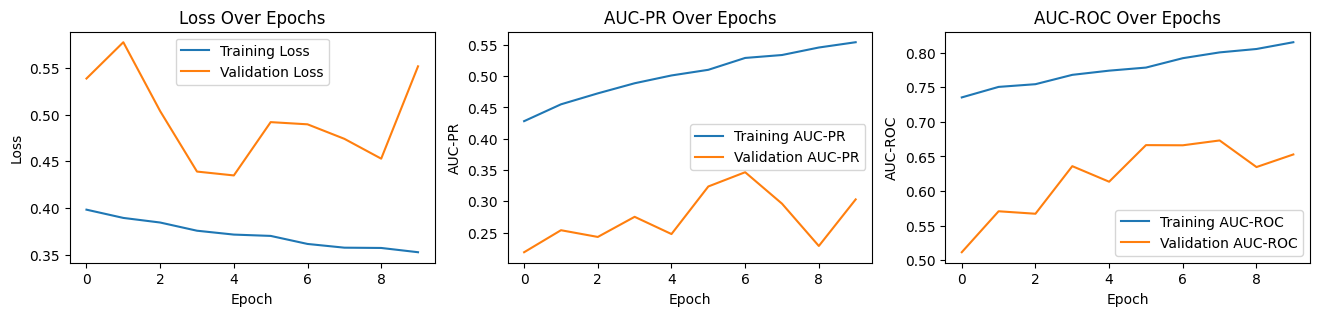 Loss Over Epochs
Training Loss
Validation Loss
0.55
0.50
0.45
0.40
0.35
Loss
0 2 4 6 8
Epoch
AUC-PR Over Epochs
Training AUC-PR
Validation AUC-PR
0.55
0.50
0.45
0.40
0.35
0.30
0.25
AUC-PR
0 2 4 6 8
Epoch
AUC-ROC Over Epochs
0.80
0.75
0.70
0.65
0.60
0.55
0.50
AUC-ROC
Training AUC-ROC
Validation AUC-ROC
0 2 4 6 8
Epoch